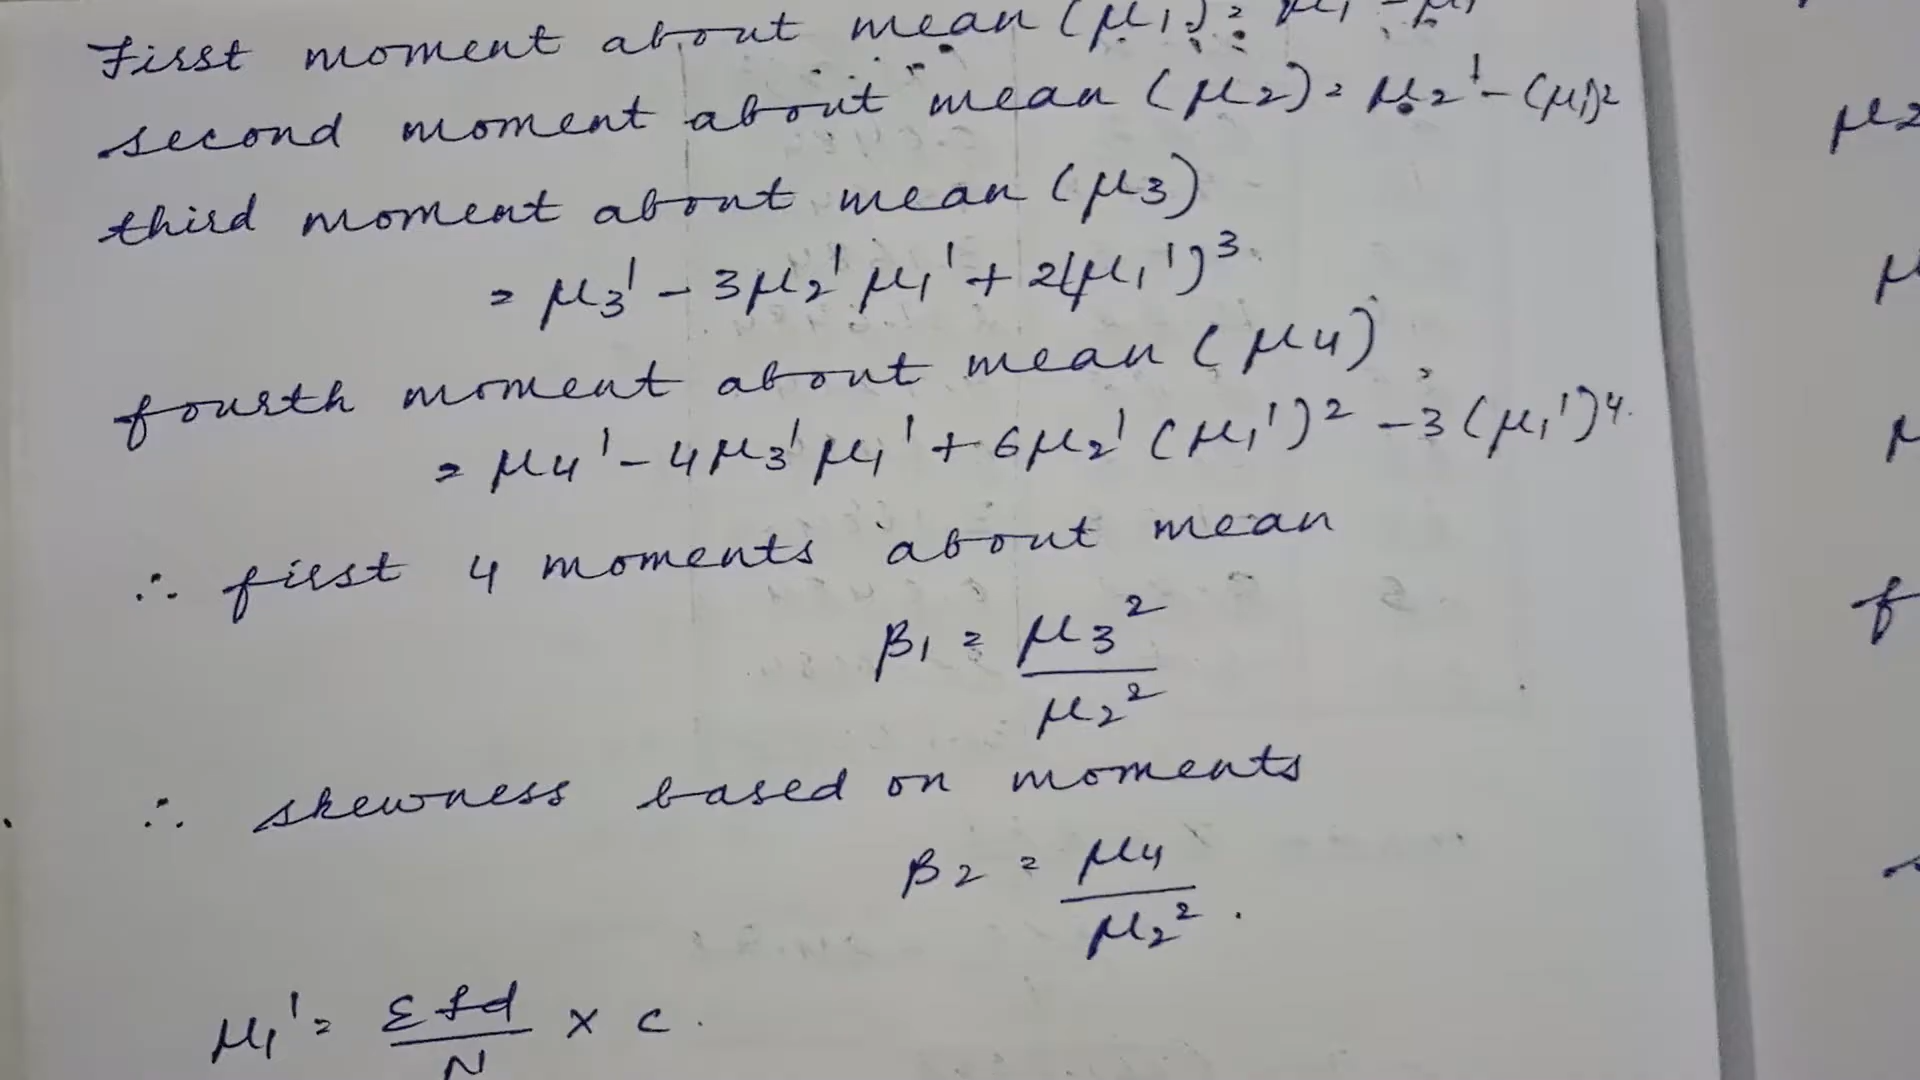 First moment about mean (μ₁) = μ₁' - μ₁'
second moment about mean (μ₂) = μ₂' - (μ₁)²
third moment about mean (μ₃)
= μ₃' - 3μ₂' μ₁' + 2(μ₁')³
fourth moment about mean (μ₄)
= μ₄' - 4μ₃' μ₁' + 6μ₂' (μ₁')² - 3(μ₁')⁴.
∴ first 4 moments about mean
β₁ = μ₃² / μ₂²
∴ skewness based on moments
β₂ = μ₄ / μ₂².
μ₁' = Σfd / N × c.
μ₂
μ
μ
f